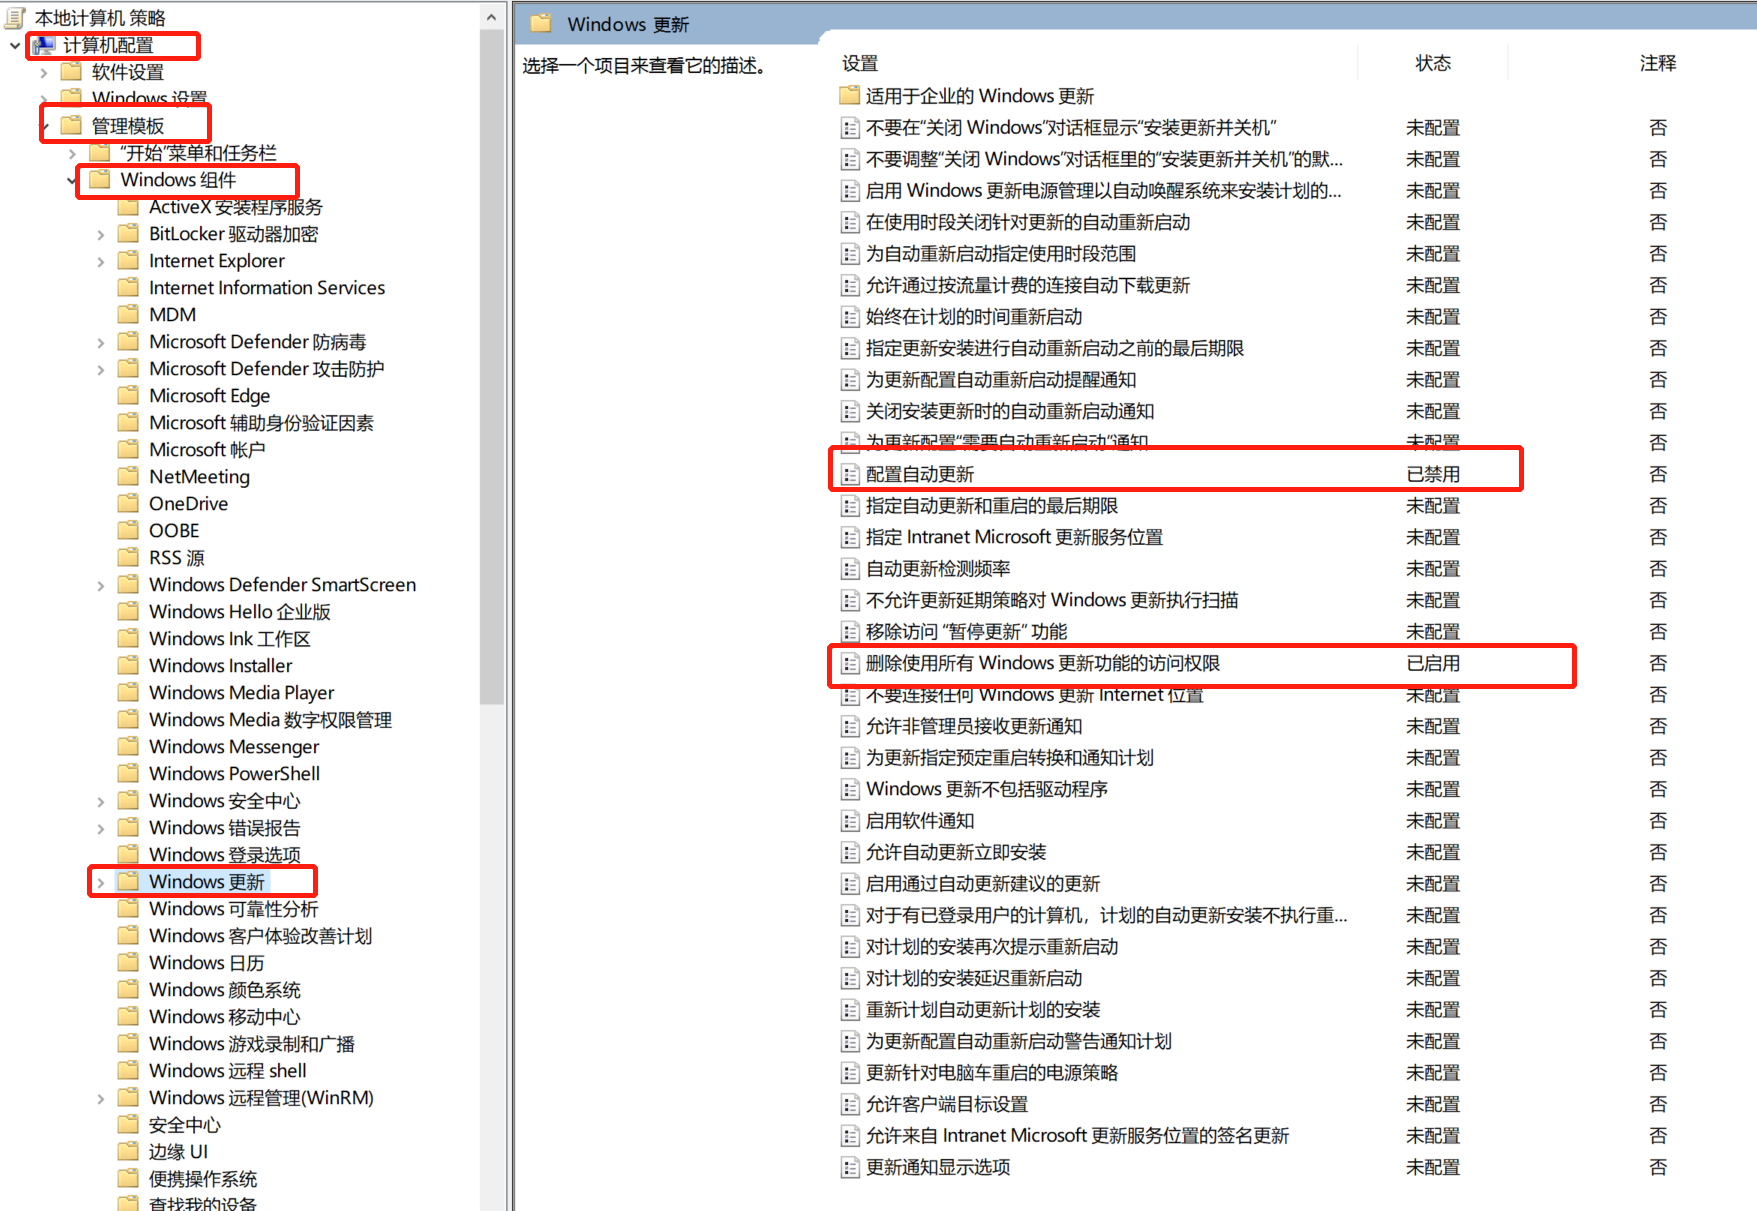 本地计算机 策略
计算机配置
软件设置
Windows 设置
管理模板
“开始”菜单和任务栏
Windows 组件
ActiveX 安装程序服务
BitLocker 驱动器加密
Internet Explorer
Internet Information Services
MDM
Microsoft Defender 防病毒
Microsoft Defender 攻击防护
Microsoft Edge
Microsoft 辅助身份验证因素
Microsoft 帐户
NetMeeting
OneDrive
OOBE
RSS 源
Windows Defender SmartScreen
Windows Hello 企业版
Windows Ink 工作区
Windows Installer
Windows Media Player
Windows Media 数字权限管理
Windows Messenger
Windows PowerShell
Windows 安全中心
Windows 错误报告
Windows 登录选项
Windows 更新
Windows 可靠性分析
Windows 客户体验改善计划
Windows 日历
Windows 颜色系统
Windows 移动中心
Windows 游戏录制和广播
Windows 远程 shell
Windows 远程管理(WinRM)
安全中心
边缘 UI
便携操作系统
查找我的设备
Windows 更新
选择一个项目来查看它的描述。
设置 状态 注释
适用于企业的 Windows 更新
不要在“关闭 Windows”对话框显示“安装更新并关机” 未配置 否
不要调整“关闭 Windows”对话框里的“安装更新并关机”的默... 未配置 否
启用 Windows 更新电源管理以自动唤醒系统来安装计划的... 未配置 否
在使用时段关闭针对更新的自动重新启动 未配置 否
为自动重新启动指定使用时段范围 未配置 否
允许通过按流量计费的连接自动下载更新 未配置 否
始终在计划的时间重新启动 未配置 否
指定更新安装进行自动重新启动之前的最后期限 未配置 否
为更新配置自动重新启动提醒通知 未配置 否
关闭安装更新时的自动重新启动通知 未配置 否
为更新配置“需要自动重新启动”通知 未配置 否
配置自动更新 已禁用 否
指定自动更新和重启的最后期限 未配置 否
指定 Intranet Microsoft 更新服务位置 未配置 否
自动更新检测频率 未配置 否
不允许更新延期策略对 Windows 更新执行扫描 未配置 否
移除访问 “暂停更新” 功能 未配置 否
删除使用所有 Windows 更新功能的访问权限 已启用 否
不要连接任何 Windows 更新 Internet 位置 未配置 否
允许非管理员接收更新通知 未配置 否
为更新指定预定重启转换和通知计划 未配置 否
Windows 更新不包括驱动程序 未配置 否
启用软件通知 未配置 否
允许自动更新立即安装 未配置 否
启用通过自动更新建议的更新 未配置 否
对于有已登录用户的计算机，计划的自动更新安装不执行重... 未配置 否
对计划的安装再次提示重新启动 未配置 否
对计划的安装延迟重新启动 未配置 否
重新计划自动更新计划的安装 未配置 否
为更新配置自动重新启动警告通知计划 未配置 否
更新针对电脑车重启的电源策略 未配置 否
允许客户端目标设置 未配置 否
允许来自 Intranet Microsoft 更新服务位置的签名更新 未配置 否
更新通知显示选项 未配置 否